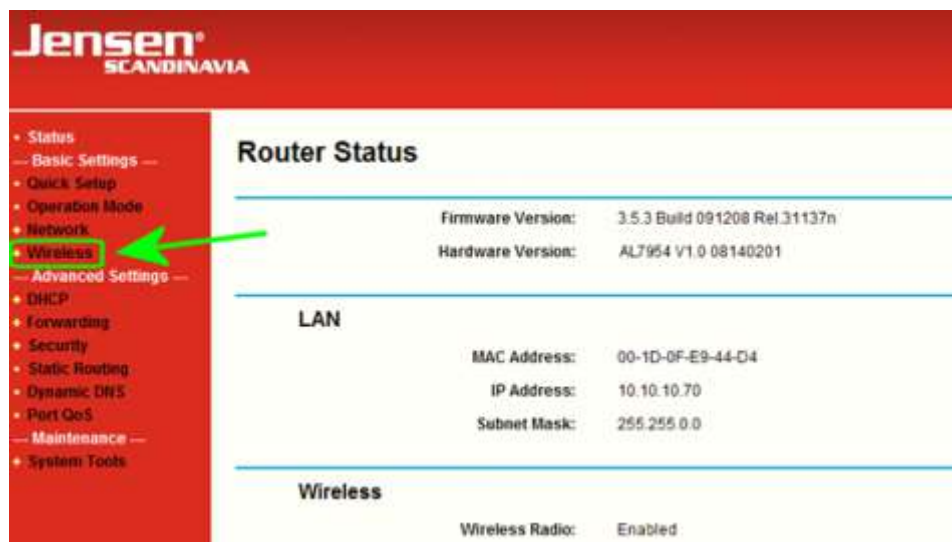 Jensen®
SCANDINAVIA
• Status
--- Basic Settings ---
• Quick Setup
• Operation Mode
• Network
• Wireless
--- Advanced Settings ---
• DHCP
• Forwarding
• Security
• Static Routing
• Dynamic DNS
• Port QoS
--- Maintenance ---
• System Tools
Router Status
Firmware Version: 3.5.3 Build 091208 Rel.31137n
Hardware Version: AL7954 V1.0 08140201
LAN
MAC Address: 00-1D-0F-E9-44-D4
IP Address: 10.10.10.70
Subnet Mask: 255.255.0.0
Wireless
Wireless Radio: Enabled